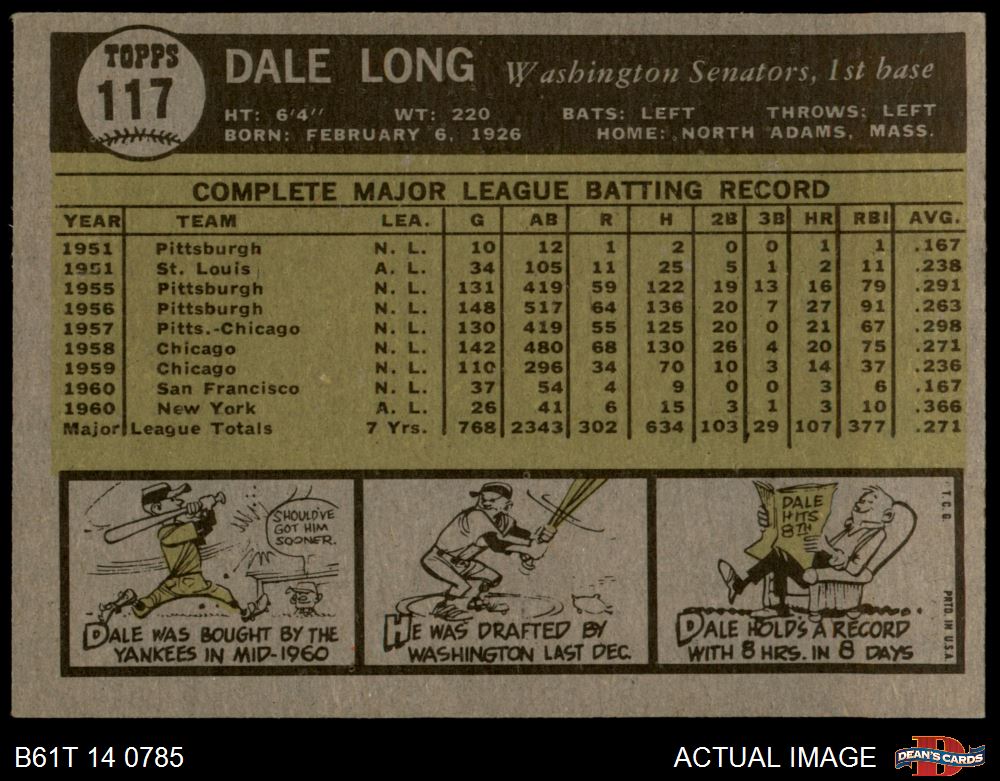 TOPPS
117
DALE LONG Washington Senators, 1st base
HT: 6'4" WT: 220 BATS: LEFT THROWS: LEFT
BORN: FEBRUARY 6, 1926 HOME: NORTH ADAMS, MASS.
COMPLETE MAJOR LEAGUE BATTING RECORD
YEAR TEAM LEA. G AB R H 2B 3B HR RBI AVG.
1951 Pittsburgh N. L. 10 12 1 2 0 0 1 1 .167
1951 St. Louis A. L. 34 105 11 25 5 1 2 11 .238
1955 Pittsburgh N. L. 131 419 59 122 19 13 16 79 .291
1956 Pittsburgh N. L. 148 517 64 136 20 7 27 91 .263
1957 Pitts.-Chicago N. L. 130 419 55 125 20 0 21 67 .298
1958 Chicago N. L. 142 480 68 130 26 4 20 75 .271
1959 Chicago N. L. 110 296 34 70 10 3 14 37 .236
1960 San Francisco N. L. 37 54 4 9 0 0 3 6 .167
1960 New York A. L. 26 41 6 15 3 1 3 10 .366
Major League Totals 7 Yrs. 768 2343 302 634 103 29 107 377 .271
SHOULD'VE
GOT HIM
SOONER.
DALE WAS BOUGHT BY THE
YANKEES IN MID-1960
HE WAS DRAFTED BY
WASHINGTON LAST DEC.
DALE
HITS
8TH
DALE HOLDS A RECORD
WITH 8 HRS. IN 8 DAYS
T.C.G.
PRTD. IN U.S.A.
B61T 14 0785
ACTUAL IMAGE
D
DEAN'S CARDS